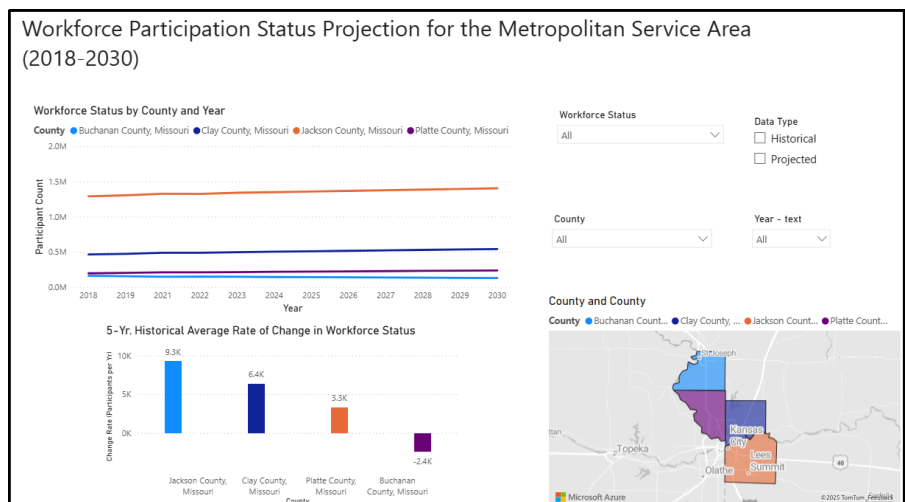 Workforce Participation Status Projection for the Metropolitan Service Area
(2018-2030)
Workforce Status by County and Year
County Buchanan County, Missouri Clay County, Missouri Jackson County, Missouri Platte County, Missouri
2.0M
1.5M
1.0M
0.5M
0.0M
Participant Count
2018 2019 2021 2022 2023 2024 2025 2026 2027 2028 2029 2030
Year
5-Yr. Historical Average Rate of Change in Workforce Status
Change Rate (Participants per Yr)
10K
5K
0K
9.3K
6.4K
3.3K
-2.4K
Jackson County,
Missouri
Clay County,
Missouri
Platte County,
Missouri
Buchanan
County, Missouri
County
Workforce Status
All
Data Type
Historical
Projected
County
All
Year - text
All
County and County
County Buchanan Count... Clay County, ... Jackson Count... Platte Count...
St Joseph
Kansas
City
Topeka
Lees
Summit
Olathe
40
Microsoft Azure
©2025 TomTom Feedback